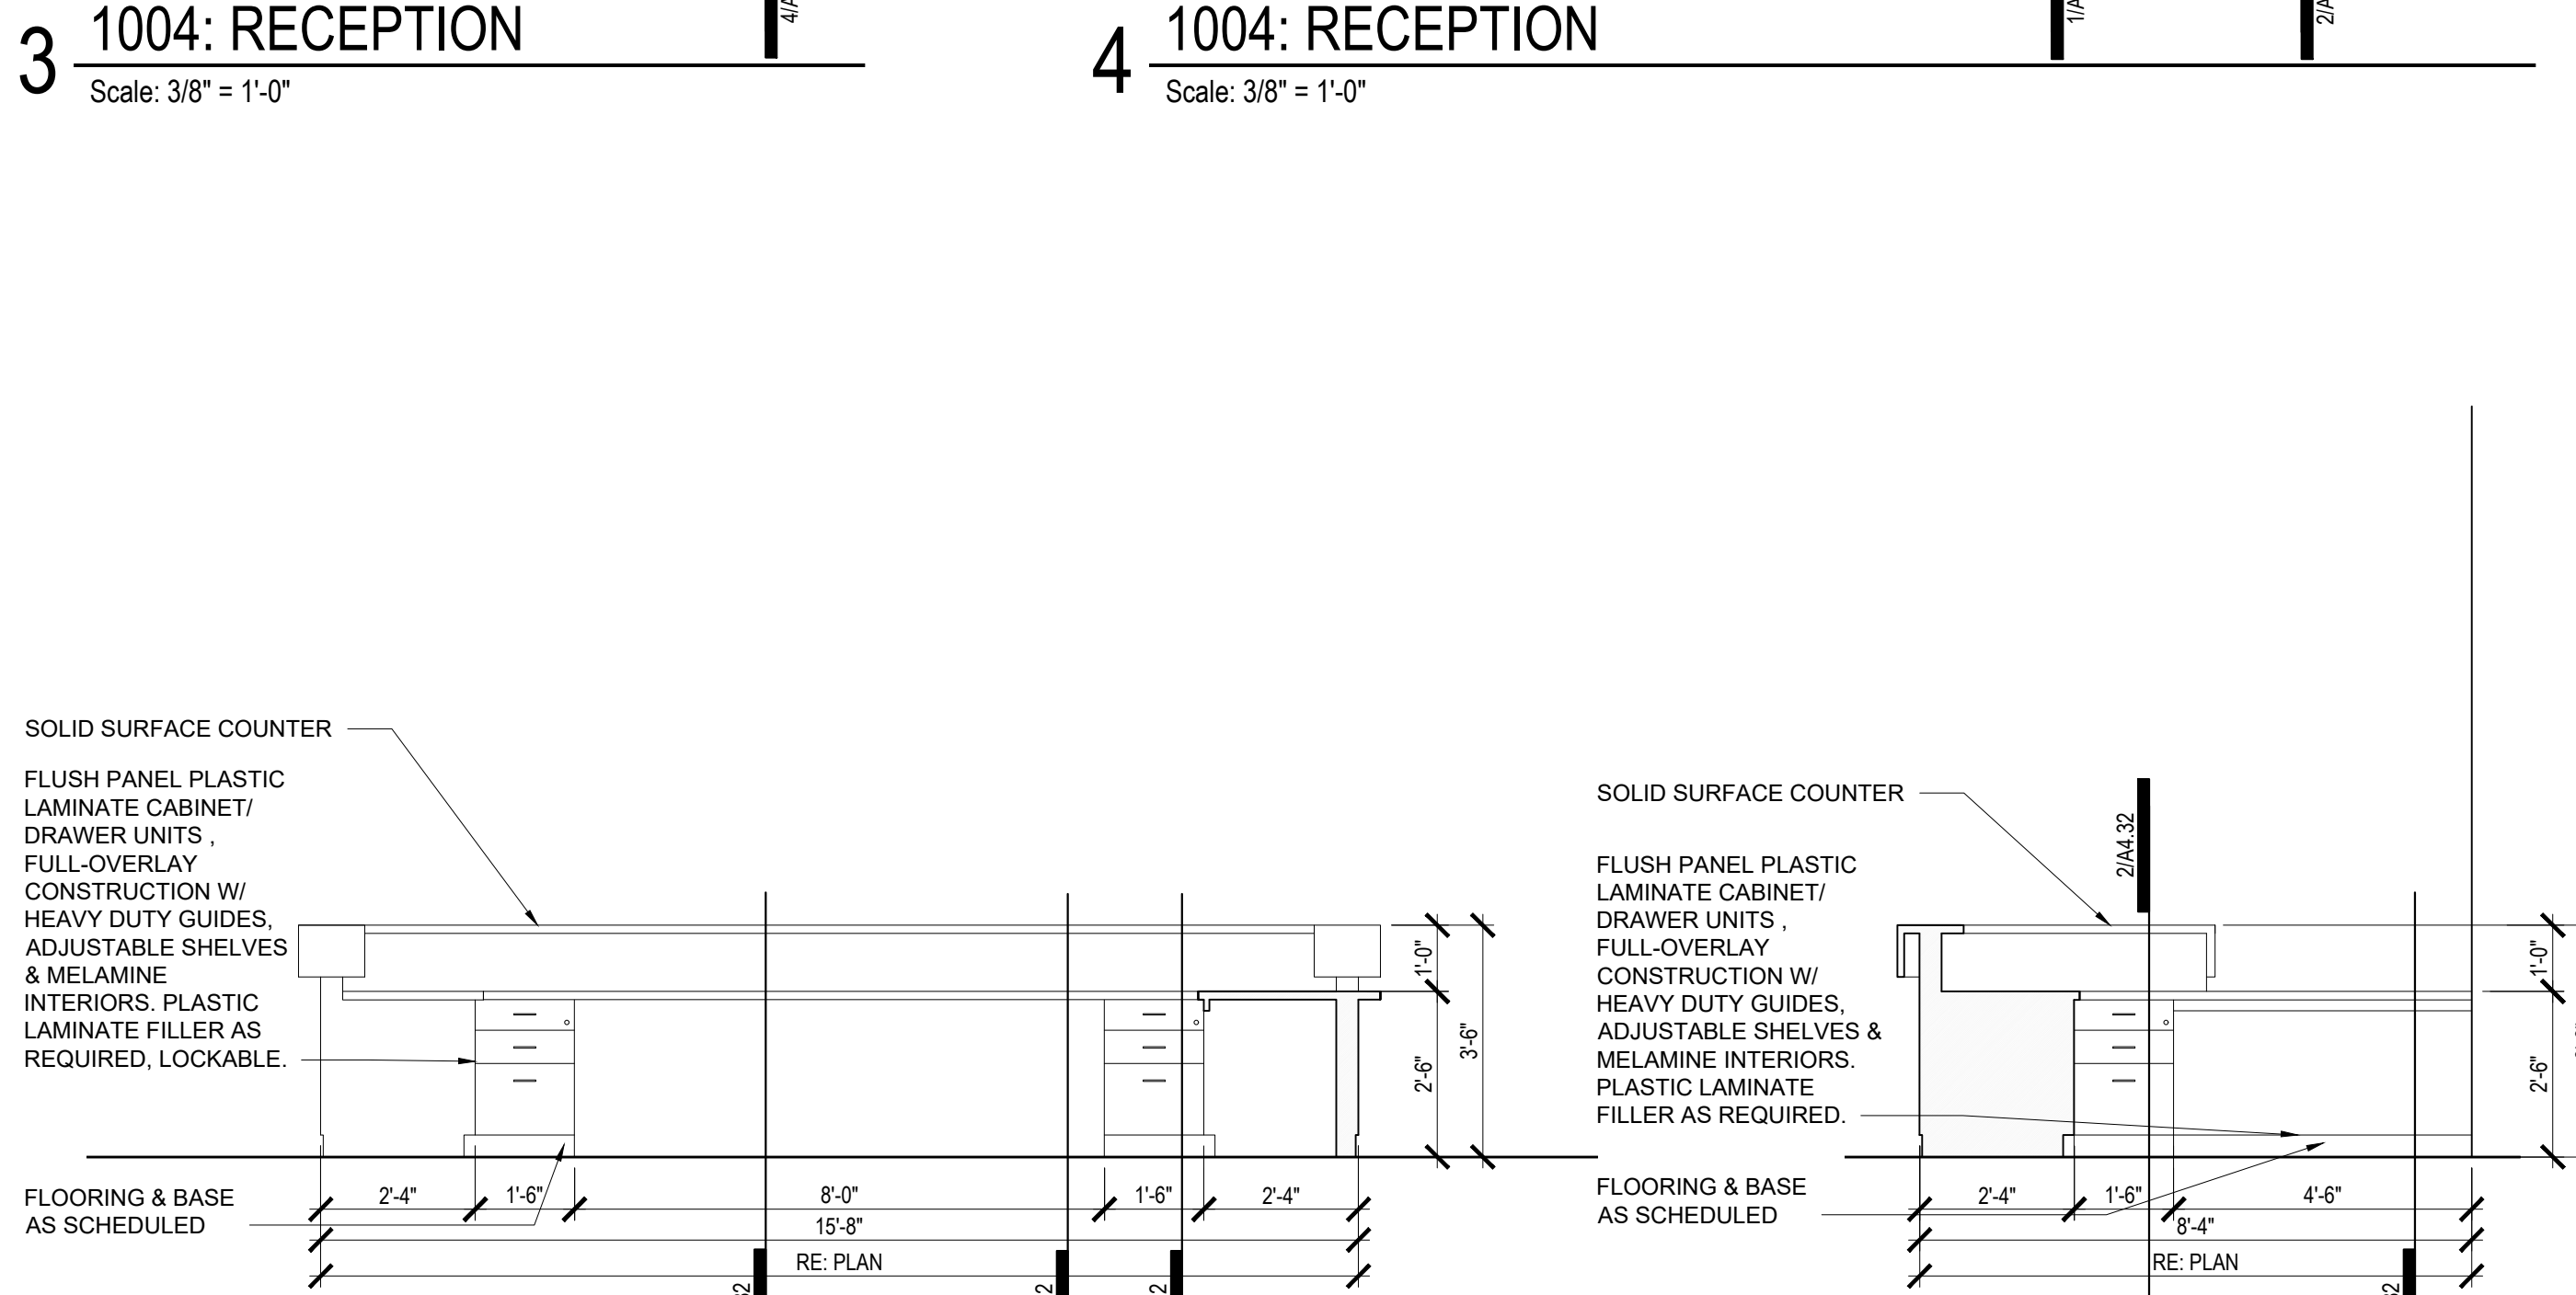 3
1004: RECEPTION
Scale: 3/8" = 1'-0"
4
1004: RECEPTION
Scale: 3/8" = 1'-0"
SOLID SURFACE COUNTER
FLUSH PANEL PLASTIC
LAMINATE CABINET/
DRAWER UNITS ,
FULL-OVERLAY
CONSTRUCTION W/
HEAVY DUTY GUIDES,
ADJUSTABLE SHELVES
& MELAMINE
INTERIORS. PLASTIC
LAMINATE FILLER AS
REQUIRED, LOCKABLE.
FLOORING & BASE
AS SCHEDULED
1'-0"
2'-6"
3'-6"
2'-4"
1'-6"
8'-0"
1'-6"
2'-4"
15'-8"
RE: PLAN
SOLID SURFACE COUNTER
FLUSH PANEL PLASTIC
LAMINATE CABINET/
DRAWER UNITS ,
FULL-OVERLAY
CONSTRUCTION W/
HEAVY DUTY GUIDES,
ADJUSTABLE SHELVES &
MELAMINE INTERIORS.
PLASTIC LAMINATE
FILLER AS REQUIRED.
FLOORING & BASE
AS SCHEDULED
2/A4.32
1'-0"
2'-6"
2'-4"
1'-6"
4'-6"
8'-4"
RE: PLAN